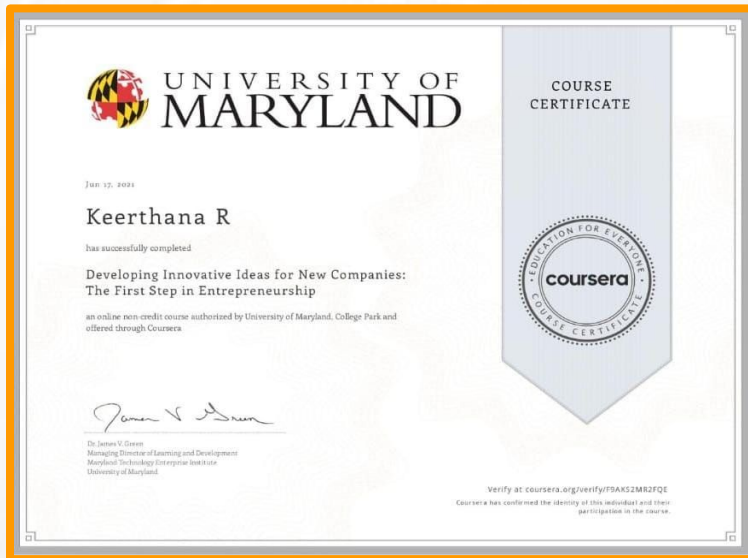 UNIVERSITY OF
MARYLAND
COURSE
CERTIFICATE
Jun 17, 2021
Keerthana R
has successfully completed
Developing Innovative Ideas for New Companies:
The First Step in Entrepreneurship
an online non-credit course authorized by University of Maryland, College Park and
offered through Coursera
EDUCATION FOR EVERYONE
coursera
COURSE CERTIFICATE
James V Green
Dr. James V. Green
Managing Director of Learning and Development
Maryland Technology Enterprise Institute
University of Maryland
Verify at coursera.org/verify/F9AKS2MR2FQE
Coursera has confirmed the identity of this individual and their
participation in the course.